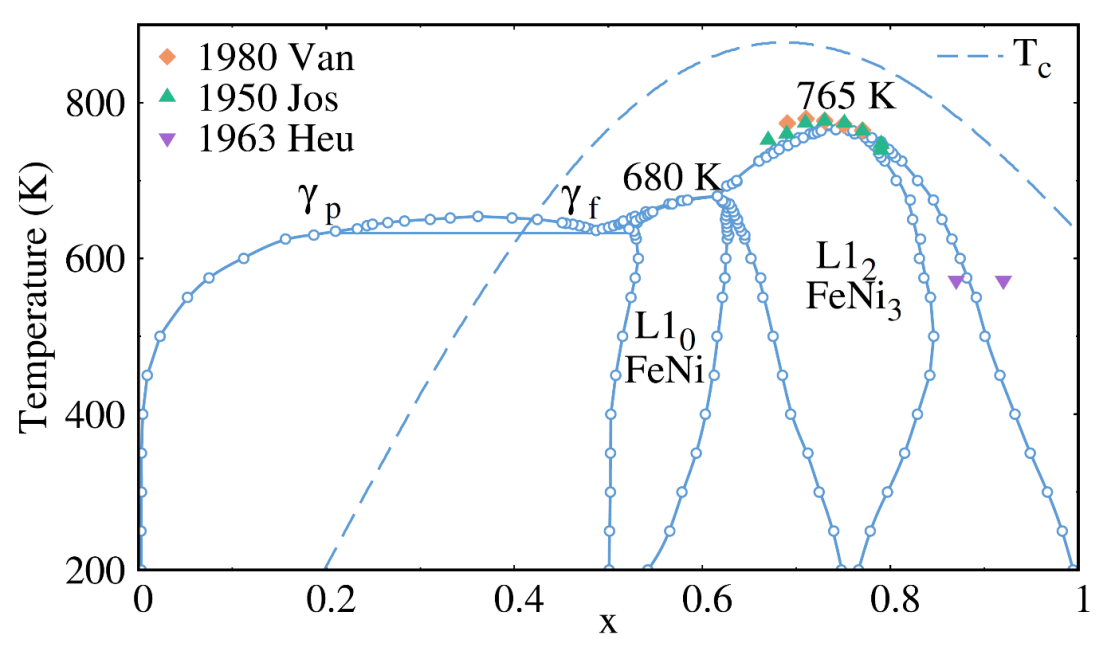 1980 Van
1950 Jos
1963 Heu
T_c
765 K
680 K
γ_p
γ_f
L1_2
FeNi_3
L1_0
FeNi
Temperature (K)
800
600
400
200
0
0.2
0.4
0.6
0.8
1
x